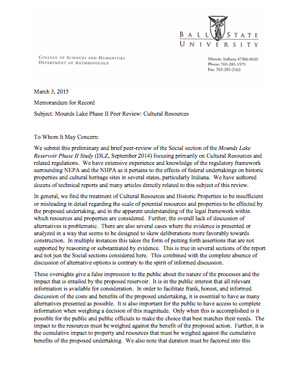 BALL STATE
UNIVERSITY
COLLEGE OF SCIENCES AND HUMANITIES
DEPARTMENT OF ANTHROPOLOGY
Muncie, Indiana 47306-0435
Phone: 765-285-1575
Fax: 765-285-2163
March 3, 2015
Memorandum for Record
Subject: Mounds Lake Phase II Peer Review: Cultural Resources
To Whom It May Concern:
We submit this preliminary and brief peer-review of the Social section of the Mounds Lake
Reservoir Phase II Study (DLZ, September 2014) focusing primarily on Cultural Resources and
related regulations. We have extensive experience and knowledge of the regulatory framework
surrounding NEPA and the NHPA as it pertains to the effects of federal undertakings on historic
properties and cultural heritage sites in several states, particularly Indiana. We have authored
dozens of technical reports and many articles directly related to this subject of this review.
In general, we find the treatment of Cultural Resources and Historic Properties to be insufficient
or misleading in detail regarding the scale of potential resources and properties to be effected by
the proposed undertaking, and in the apparent understanding of the legal framework within
which resources and properties are considered. Further, the overall lack of discussion of
alternatives is problematic. There are also several cases where the evidence is presented or
analyzed in a way that seems to be designed to skew deliberations more favorably towards
construction. In multiple instances this takes the form of putting forth assertions that are not
supported by reasoning or substantiated by evidence. This is true in several sections of the report
and not just the Social sections considered here. This combined with the complete absence of
discussion of alternative options is contrary to the spirit of informed discussion.
These oversights give a false impression to the public about the nature of the processes and the
impact that is entailed by the proposed reservoir. It is in the public interest that all relevant
information is available for consideration. In order to facilitate frank, honest, and informed
discussion of the costs and benefits of the proposed undertaking, it is essential to have as many
alternatives presented as possible. It is also important for the public to have access to complete
information when weighing a decision of this magnitude. Only when this is accomplished is it
possible for the public and public officials to make the choice that best matches their needs. The
impact to the resources must be weighed against the benefit of the proposed action. Further, it is
the cumulative impact to property and resources that must be weighed against the cumulative
benefits of the proposed undertaking. We also note that duration must be factored into this